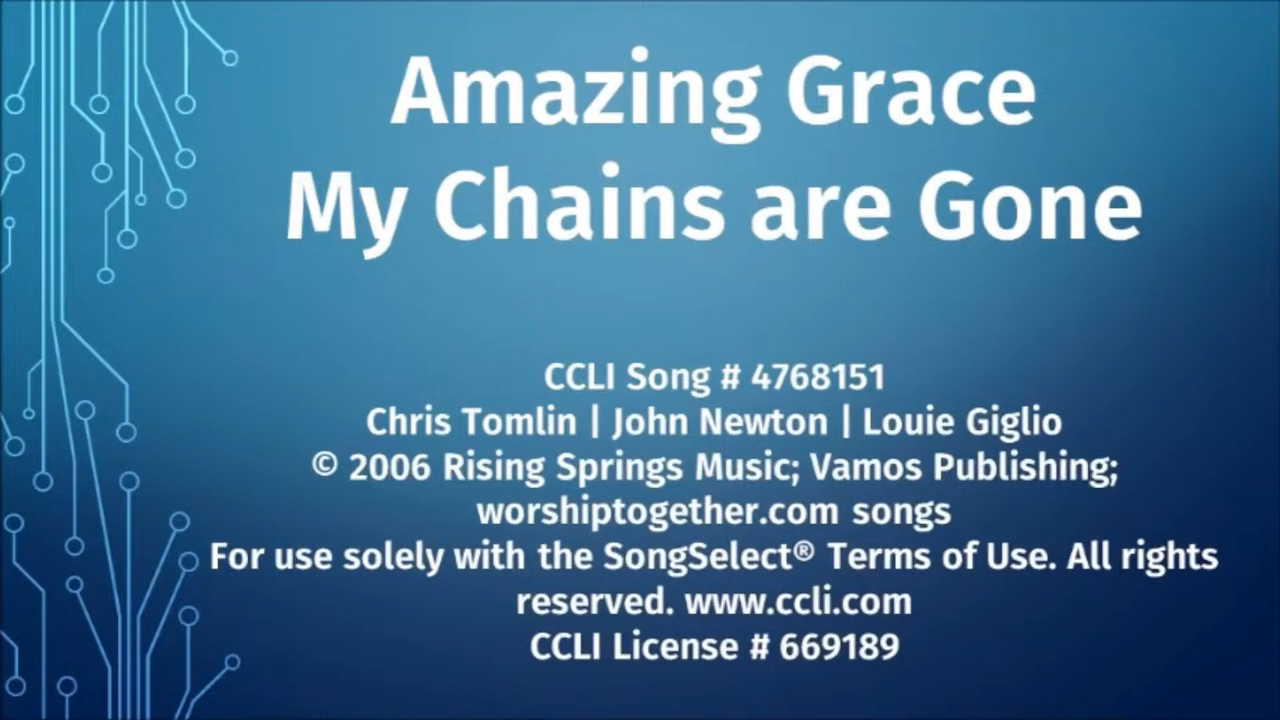 Amazing Grace
My Chains are Gone
CCLI Song # 4768151
Chris Tomlin | John Newton | Louie Giglio
© 2006 Rising Springs Music; Vamos Publishing;
worshiptogether.com songs
For use solely with the SongSelect® Terms of Use. All rights
reserved. www.ccli.com
CCLI License # 669189